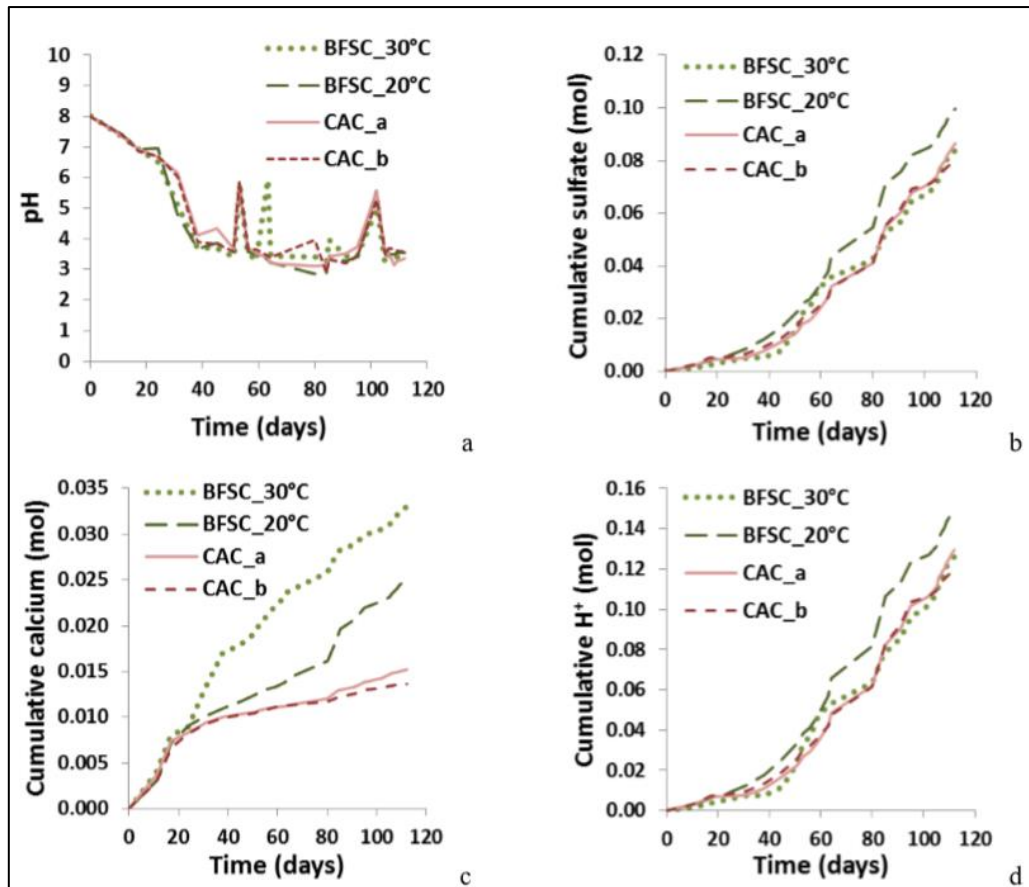 BFSC_30°C
BFSC_20°C
CAC_a
CAC_b
10
9
8
7
6
5
4
3
2
1
0
pH
0 20 40 60 80 100 120
Time (days)
a
BFSC_30°C
BFSC_20°C
CAC_a
CAC_b
0.12
0.10
0.08
0.06
0.04
0.02
0.00
Cumulative sulfate (mol)
0 20 40 60 80 100 120
Time (days)
b
BFSC_30°C
BFSC_20°C
CAC_a
CAC_b
0.035
0.030
0.025
0.020
0.015
0.010
0.005
0.000
Cumulative calcium (mol)
0 20 40 60 80 100 120
Time (days)
c
BFSC_30°C
BFSC_20°C
CAC_a
CAC_b
0.16
0.14
0.12
0.10
0.08
0.06
0.04
0.02
0.00
Cumulative H⁺ (mol)
0 20 40 60 80 100 120
Time (days)
d